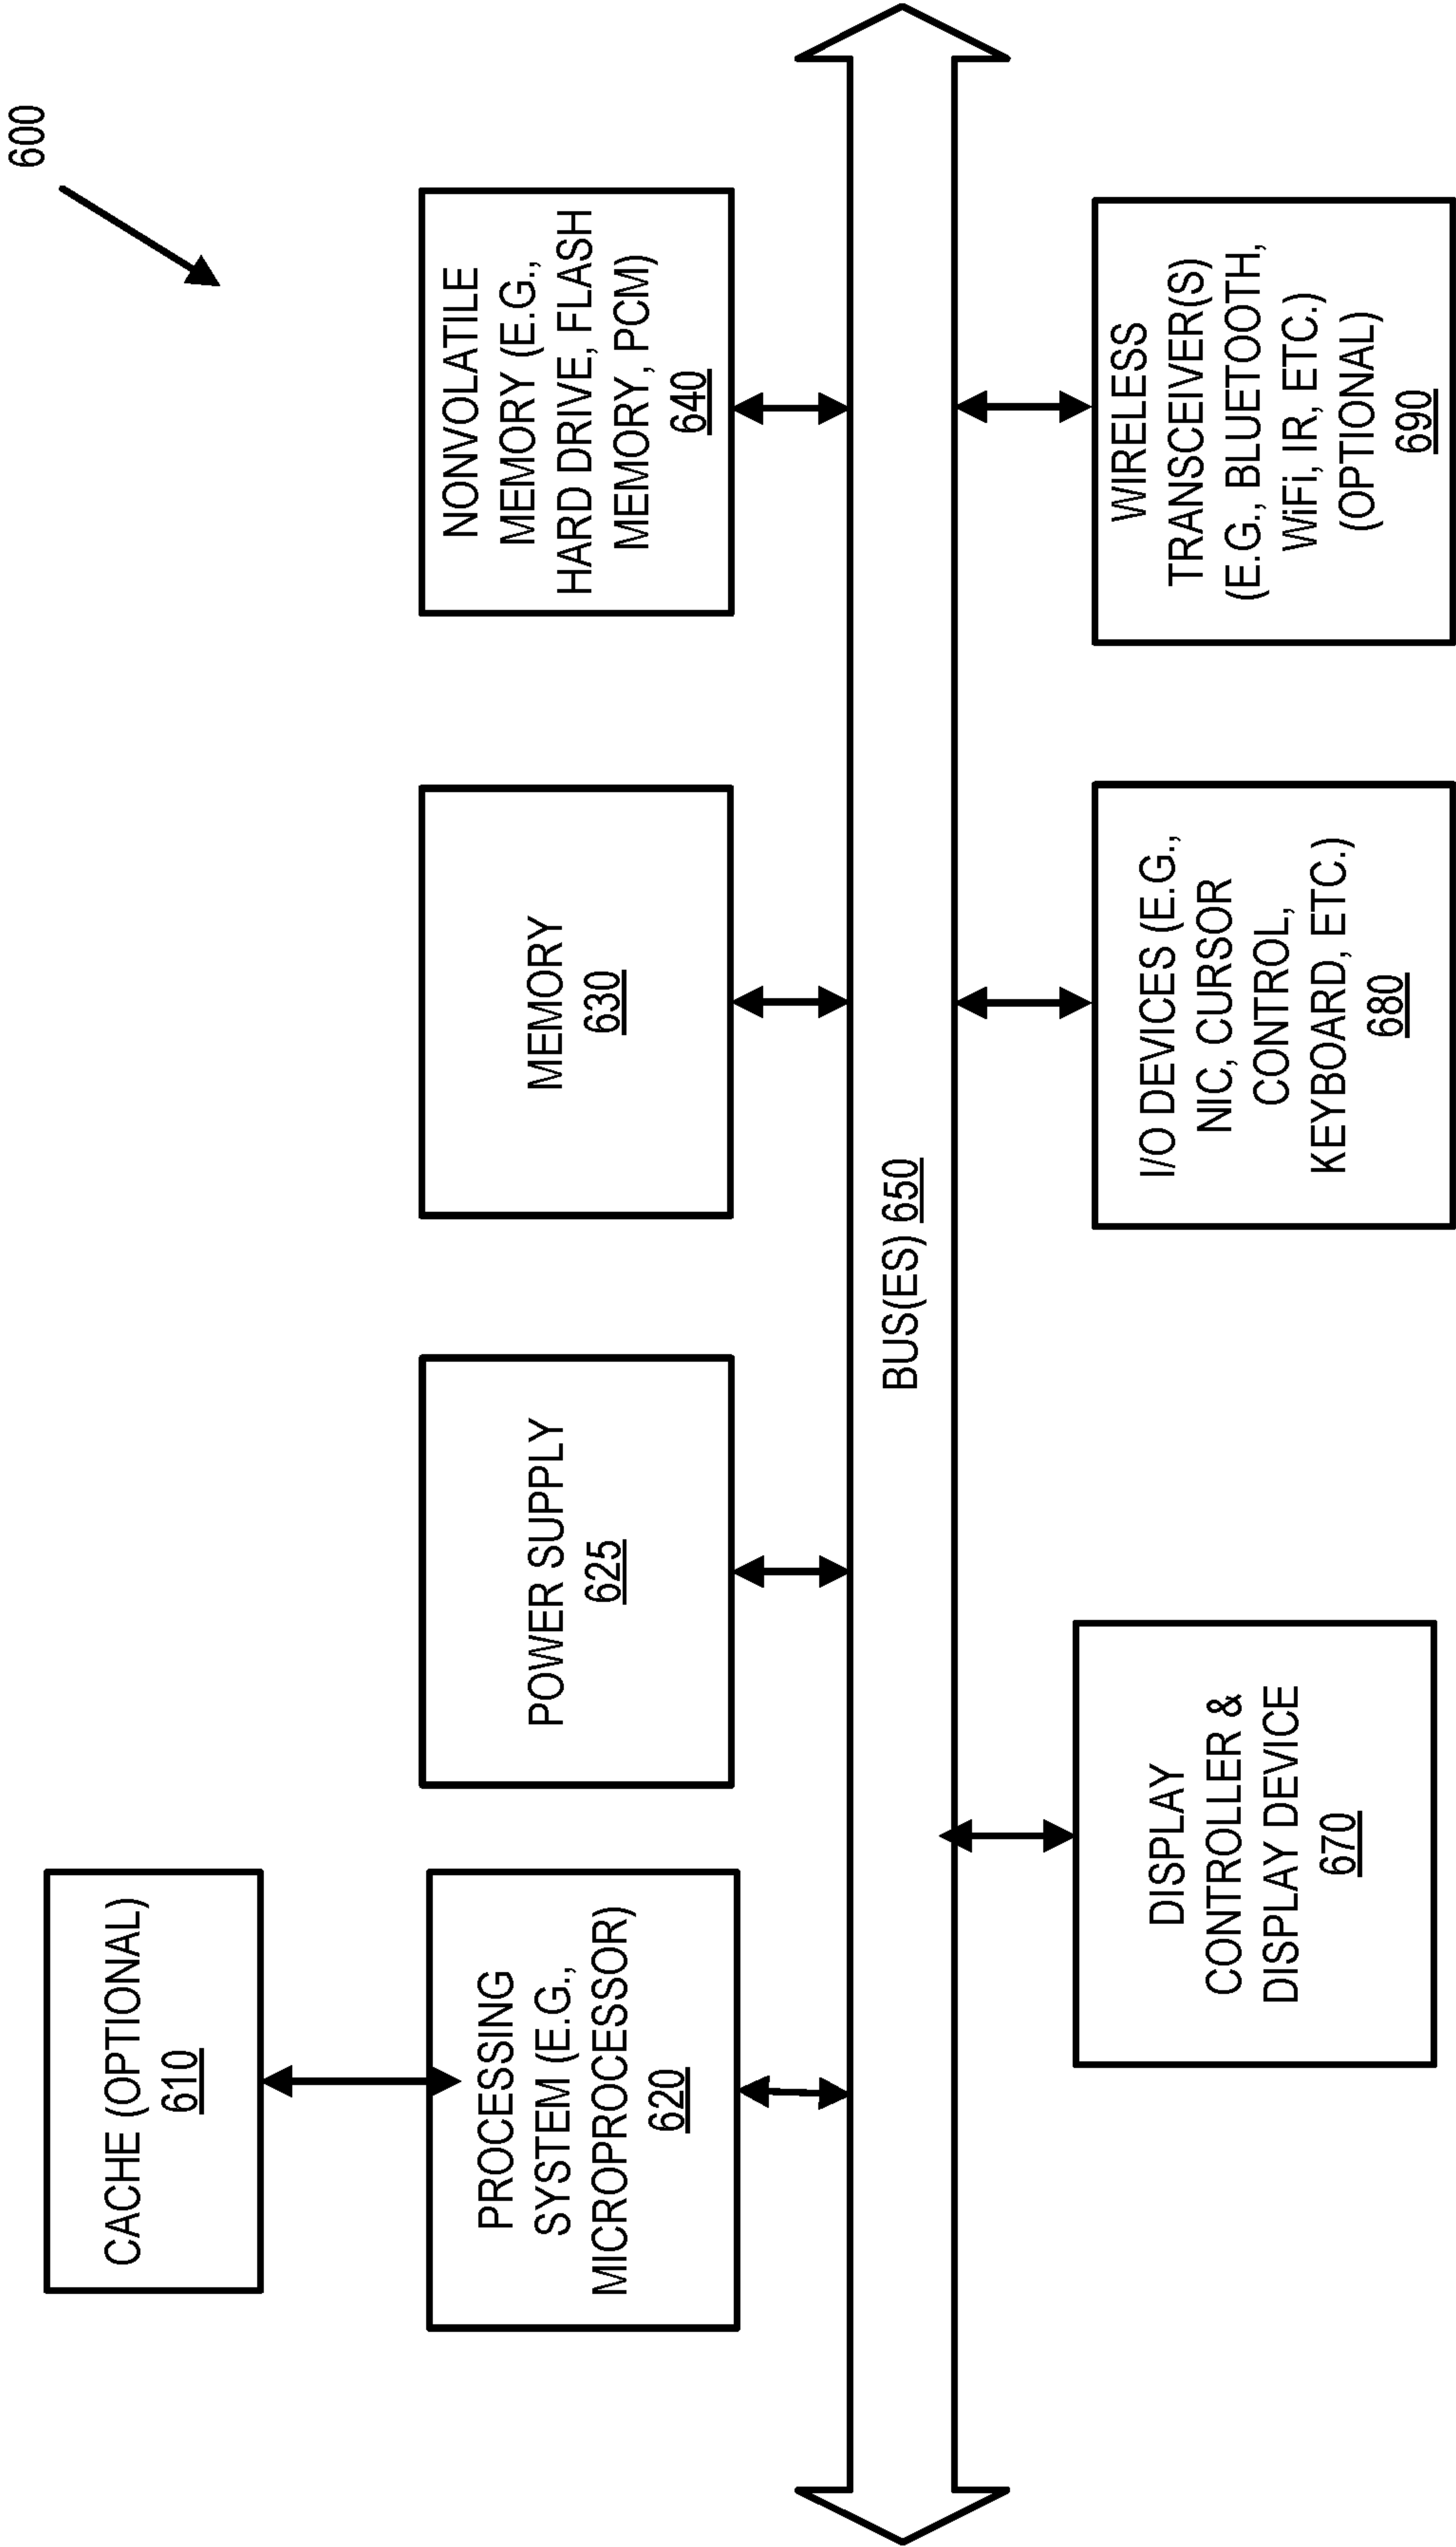 600
CACHE (OPTIONAL)
610
PROCESSING
SYSTEM (E.G.,
MICROPROCESSOR)
620
POWER SUPPLY
625
MEMORY
630
NONVOLATILE
MEMORY (E.G.,
HARD DRIVE, FLASH
MEMORY, PCM)
640
BUS(ES) 650
DISPLAY
CONTROLLER &
DISPLAY DEVICE
670
I/O DEVICES (E.G.,
NIC, CURSOR
CONTROL,
KEYBOARD, ETC.)
680
WIRELESS
TRANSCEIVER(S)
(E.G., BLUETOOTH,
WiFi, IR, ETC.)
(OPTIONAL)
690